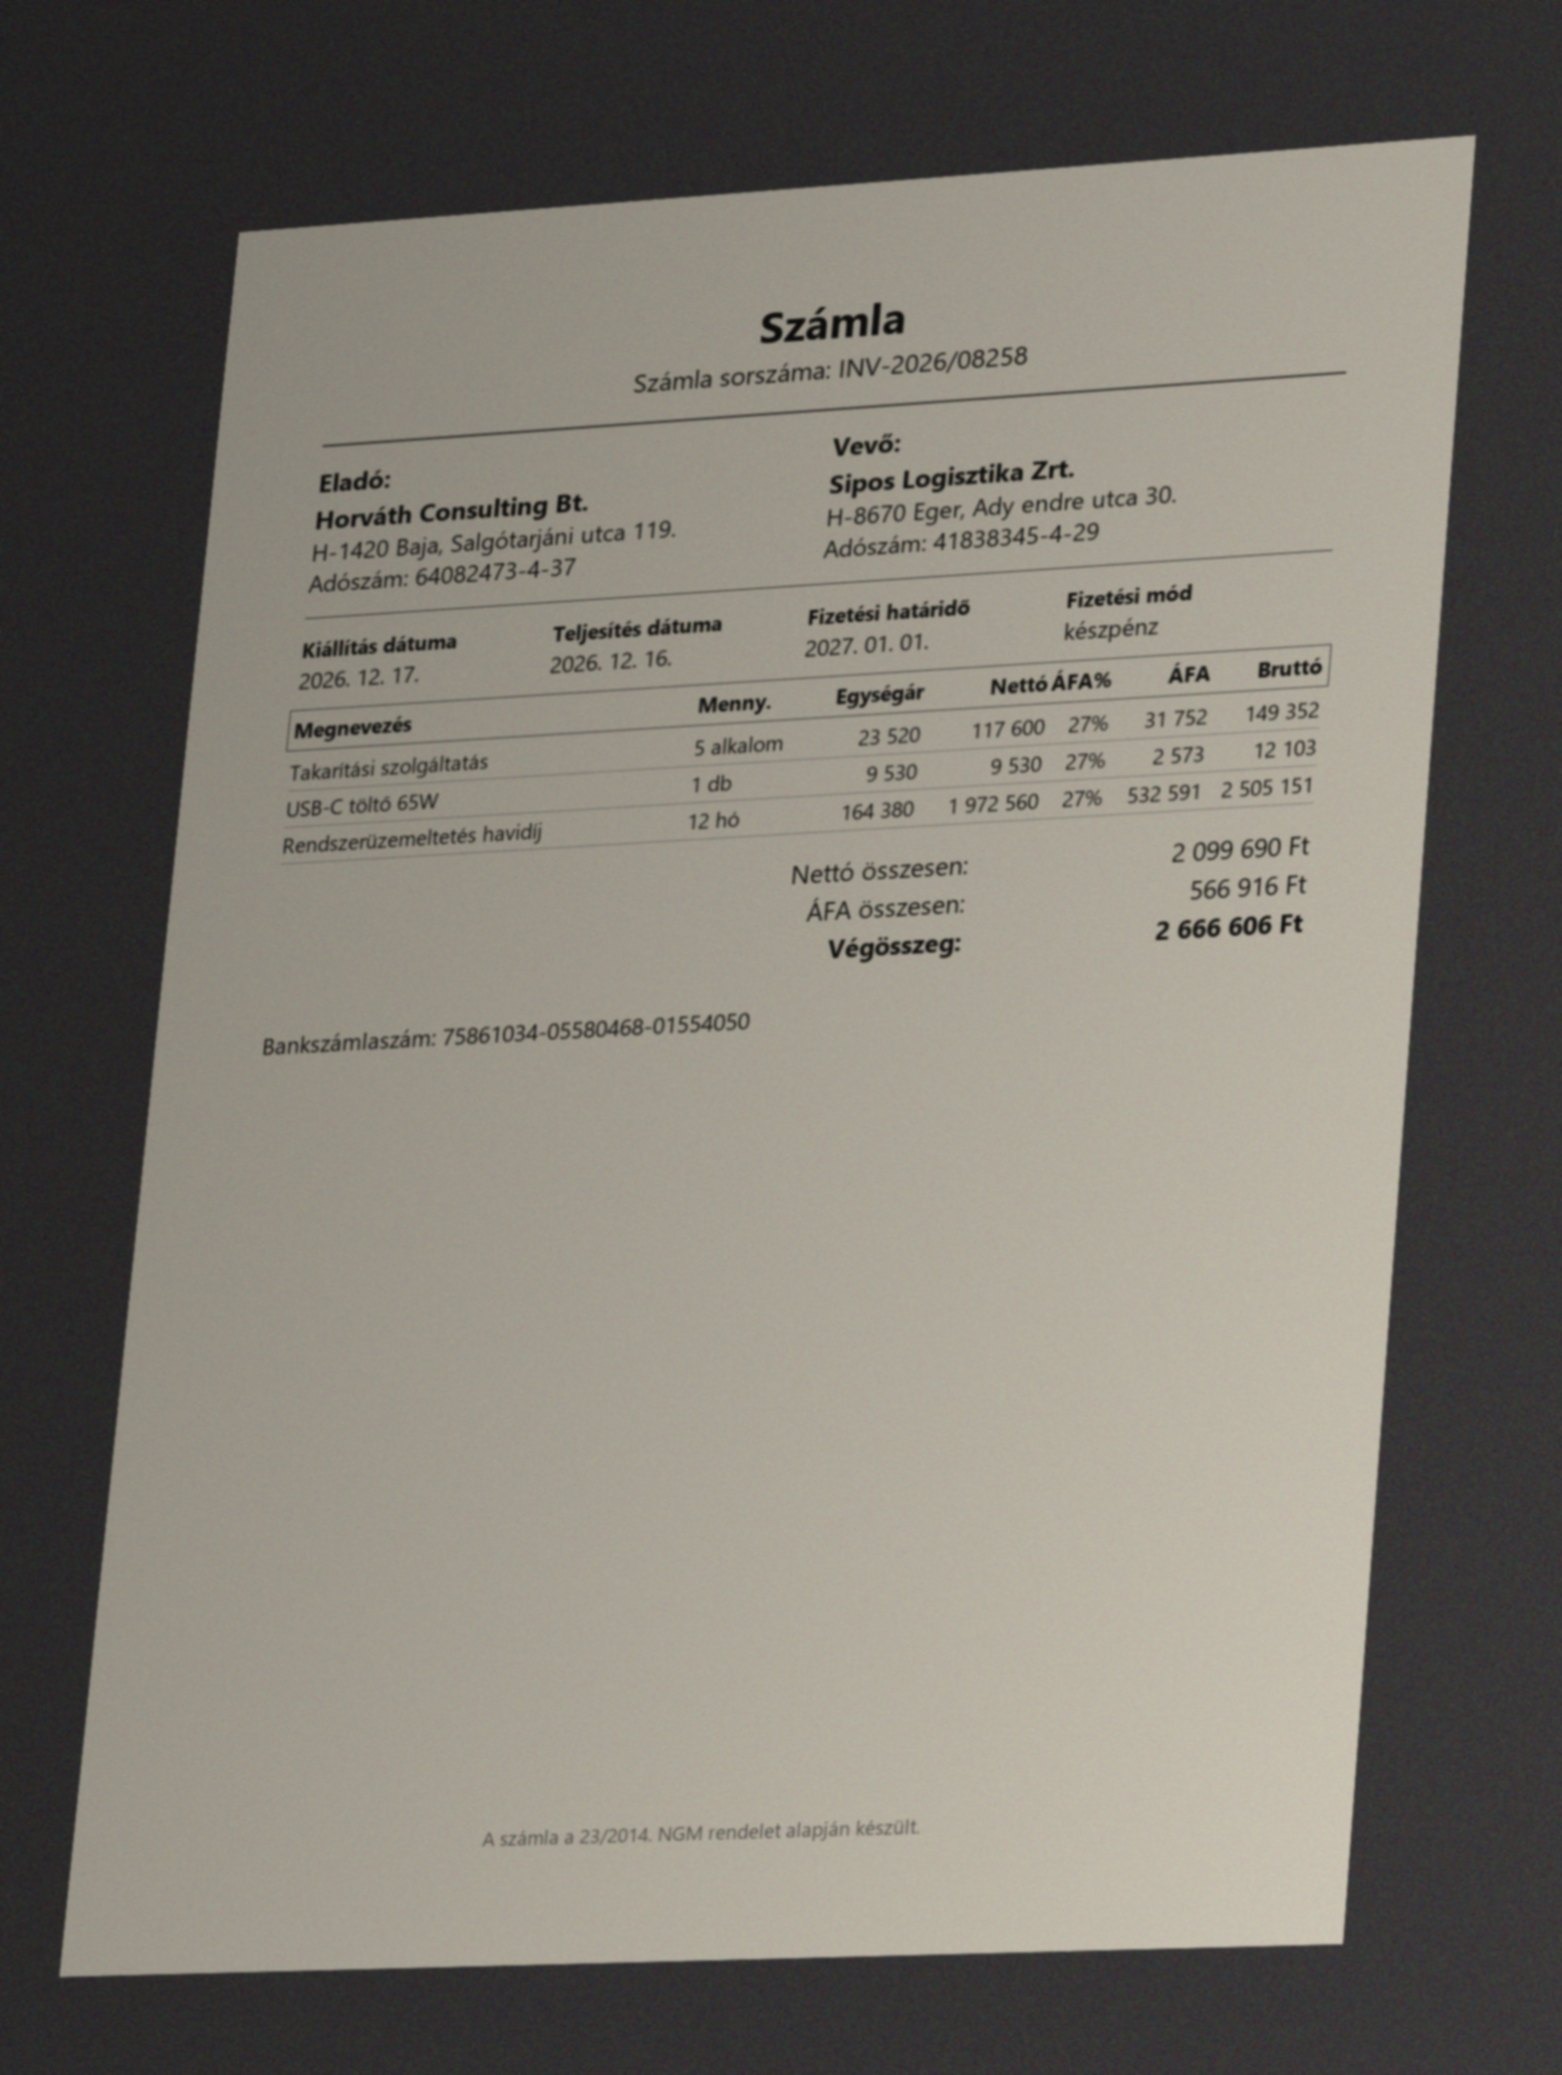 Számla
Számla sorszáma: INV-2026/08258
Eladó:
Horváth Consulting Bt.
H-1420 Baja, Salgótarjáni utca 119.
Adószám: 64082473-4-37
Vevő:
Sipos Logisztika Zrt.
H-8670 Eger, Ady endre utca 30.
Adószám: 41838345-4-29
Kiállítás dátuma Teljesítés dátuma Fizetési határidő Fizetési mód
2026. 12. 17. 2026. 12. 16. 2027. 01. 01. készpénz
Megnevezés Menny. Egységár Nettó ÁFA% ÁFA Bruttó
Takarítási szolgáltatás 5 alkalom 23 520 117 600 27% 31 752 149 352
USB-C töltő 65W 1 db 9 530 9 530 27% 2 573 12 103
Rendszerüzemeltetés havidíj 12 hó 164 380 1 972 560 27% 532 591 2 505 151
Nettó összesen: 2 099 690 Ft
ÁFA összesen: 566 916 Ft
Végösszeg: 2 666 606 Ft
Bankszámlaszám: 75861034-05580468-01554050
A számla a 23/2014. NGM rendelet alapján készült.